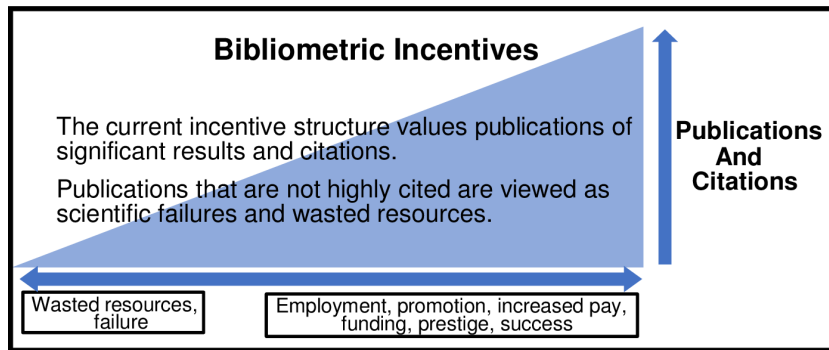 Bibliometric Incentives
The current incentive structure values publications of
significant results and citations.
Publications that are not highly cited are viewed as
scientific failures and wasted resources.
Publications
And
Citations
Wasted resources,
failure
Employment, promotion, increased pay,
funding, prestige, success